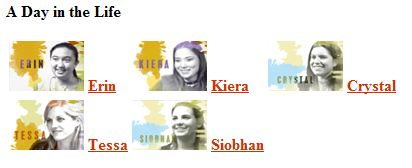 A Day in the Life
ERIN Erin KIERA Kiera CRYSTAL Crystal
TESSA Tessa SIOBHAN Siobhan